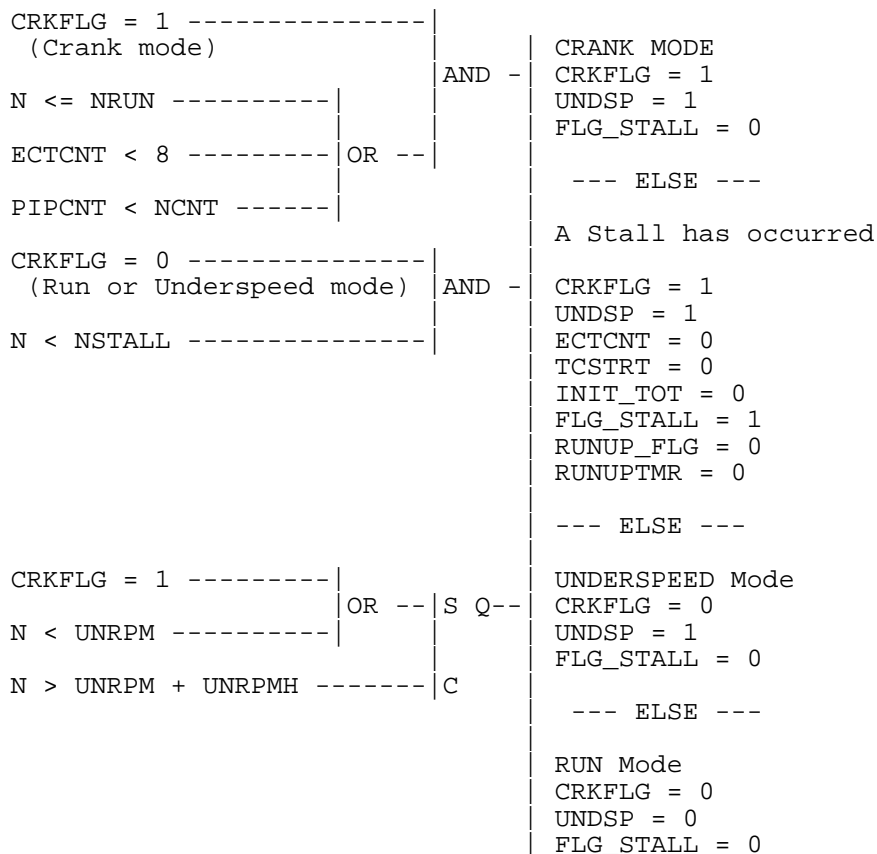 CRKFLG = 1 ---------------|
 (Crank mode)             |     | CRANK MODE
                          |AND -| CRKFLG = 1
N <= NRUN ----------|     |     | UNDSP = 1
                    |     |     | FLG_STALL = 0
ECTCNT < 8 ---------|OR --|     |
                    |           |  --- ELSE ---
PIPCNT < NCNT ------|           |
                                | A Stall has occurred
CRKFLG = 0 ---------------|     |
 (Run or Underspeed mode) |AND -| CRKFLG = 1
                          |     | UNDSP = 1
N < NSTALL ---------------|     | ECTCNT = 0
                                | TCSTRT = 0
                                | INIT_TOT = 0
                                | FLG_STALL = 1
                                | RUNUP_FLG = 0
                                | RUNUPTMR = 0
                                |
                                | --- ELSE ---
                                |
CRKFLG = 1 ---------|           | UNDERSPEED Mode
                    |OR --|S Q--| CRKFLG = 0
N < UNRPM ----------|     |     | UNDSP = 1
                          |     | FLG_STALL = 0
N > UNRPM + UNRPMH -------|C    |
                                |  --- ELSE ---
                                |
                                | RUN Mode
                                | CRKFLG = 0
                                | UNDSP = 0
                                | FLG_STALL = 0